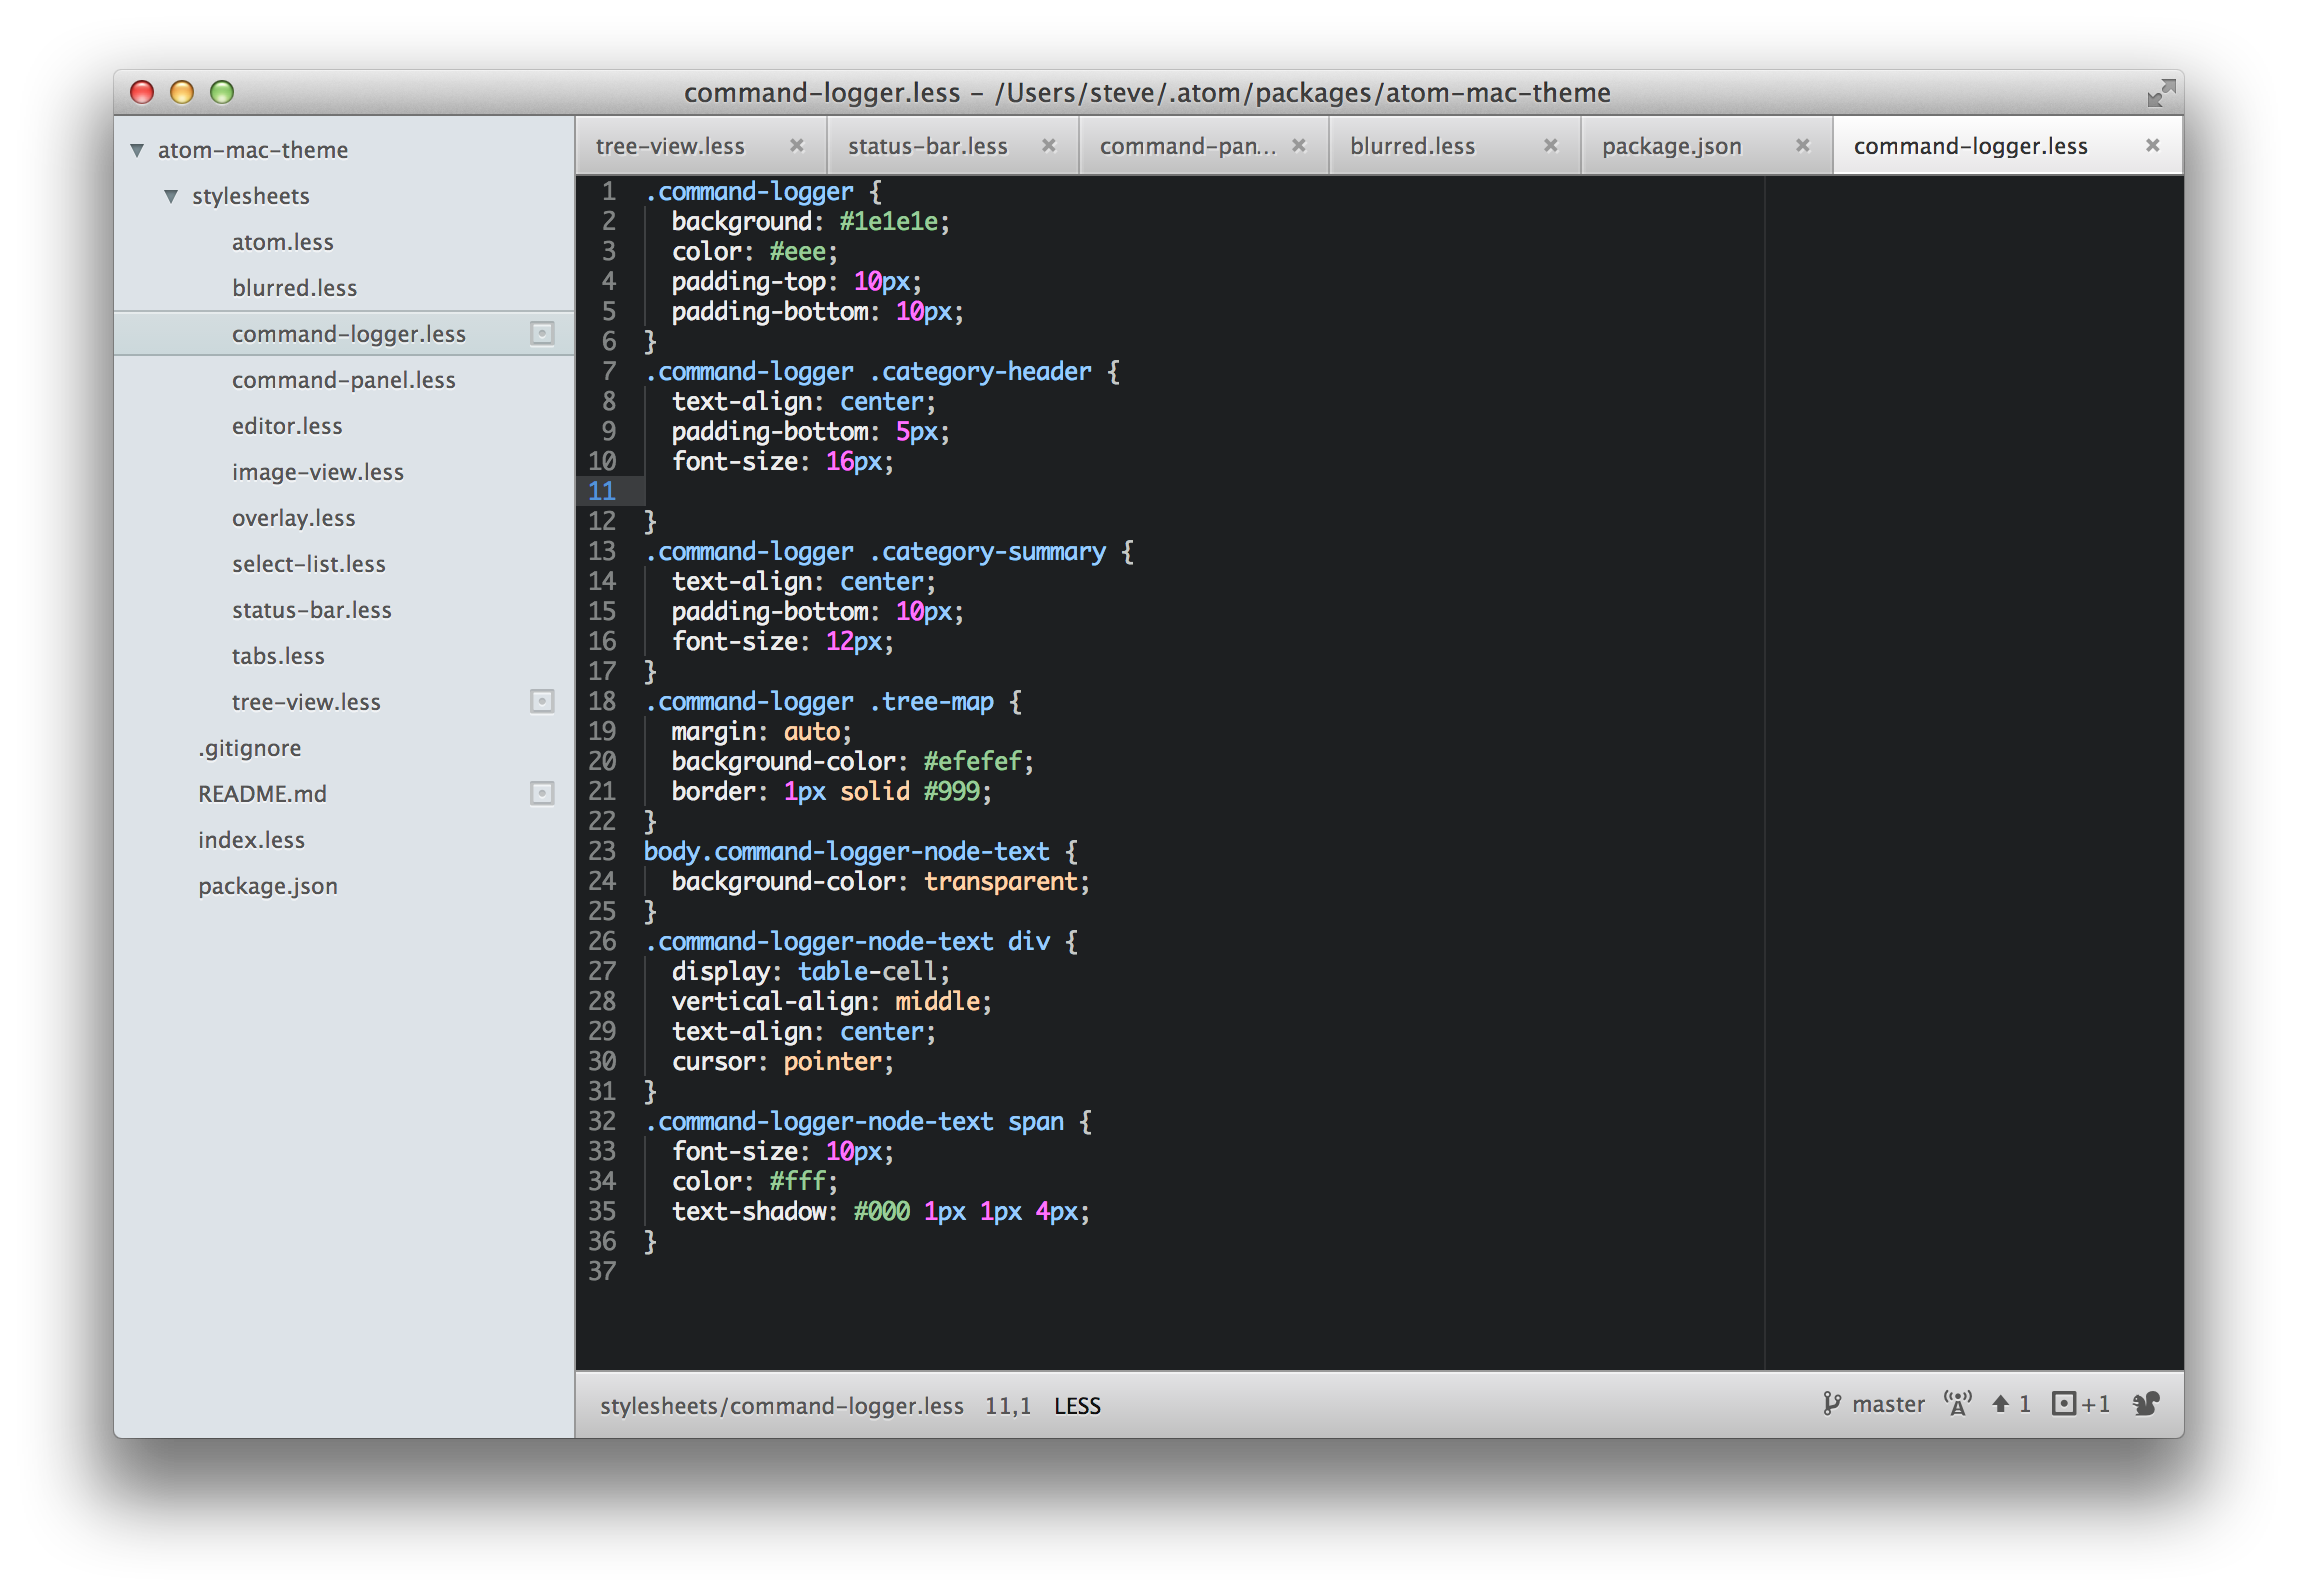 command-logger.less – /Users/steve/.atom/packages/atom-mac-theme
atom-mac-theme
stylesheets
atom.less
blurred.less
command-logger.less
command-panel.less
editor.less
image-view.less
overlay.less
select-list.less
status-bar.less
tabs.less
tree-view.less
.gitignore
README.md
index.less
package.json
tree-view.less status-bar.less command-pan... blurred.less package.json command-logger.less
1 .command-logger {
2   background: #1e1e1e;
3   color: #eee;
4   padding-top: 10px;
5   padding-bottom: 10px;
6 }
7 .command-logger .category-header {
8   text-align: center;
9   padding-bottom: 5px;
10   font-size: 16px;
11
12 }
13 .command-logger .category-summary {
14   text-align: center;
15   padding-bottom: 10px;
16   font-size: 12px;
17 }
18 .command-logger .tree-map {
19   margin: auto;
20   background-color: #efefef;
21   border: 1px solid #999;
22 }
23 body.command-logger-node-text {
24   background-color: transparent;
25 }
26 .command-logger-node-text div {
27   display: table-cell;
28   vertical-align: middle;
29   text-align: center;
30   cursor: pointer;
31 }
32 .command-logger-node-text span {
33   font-size: 10px;
34   color: #fff;
35   text-shadow: #000 1px 1px 4px;
36 }
37
stylesheets/command-logger.less 11,1 LESS master 1 +1